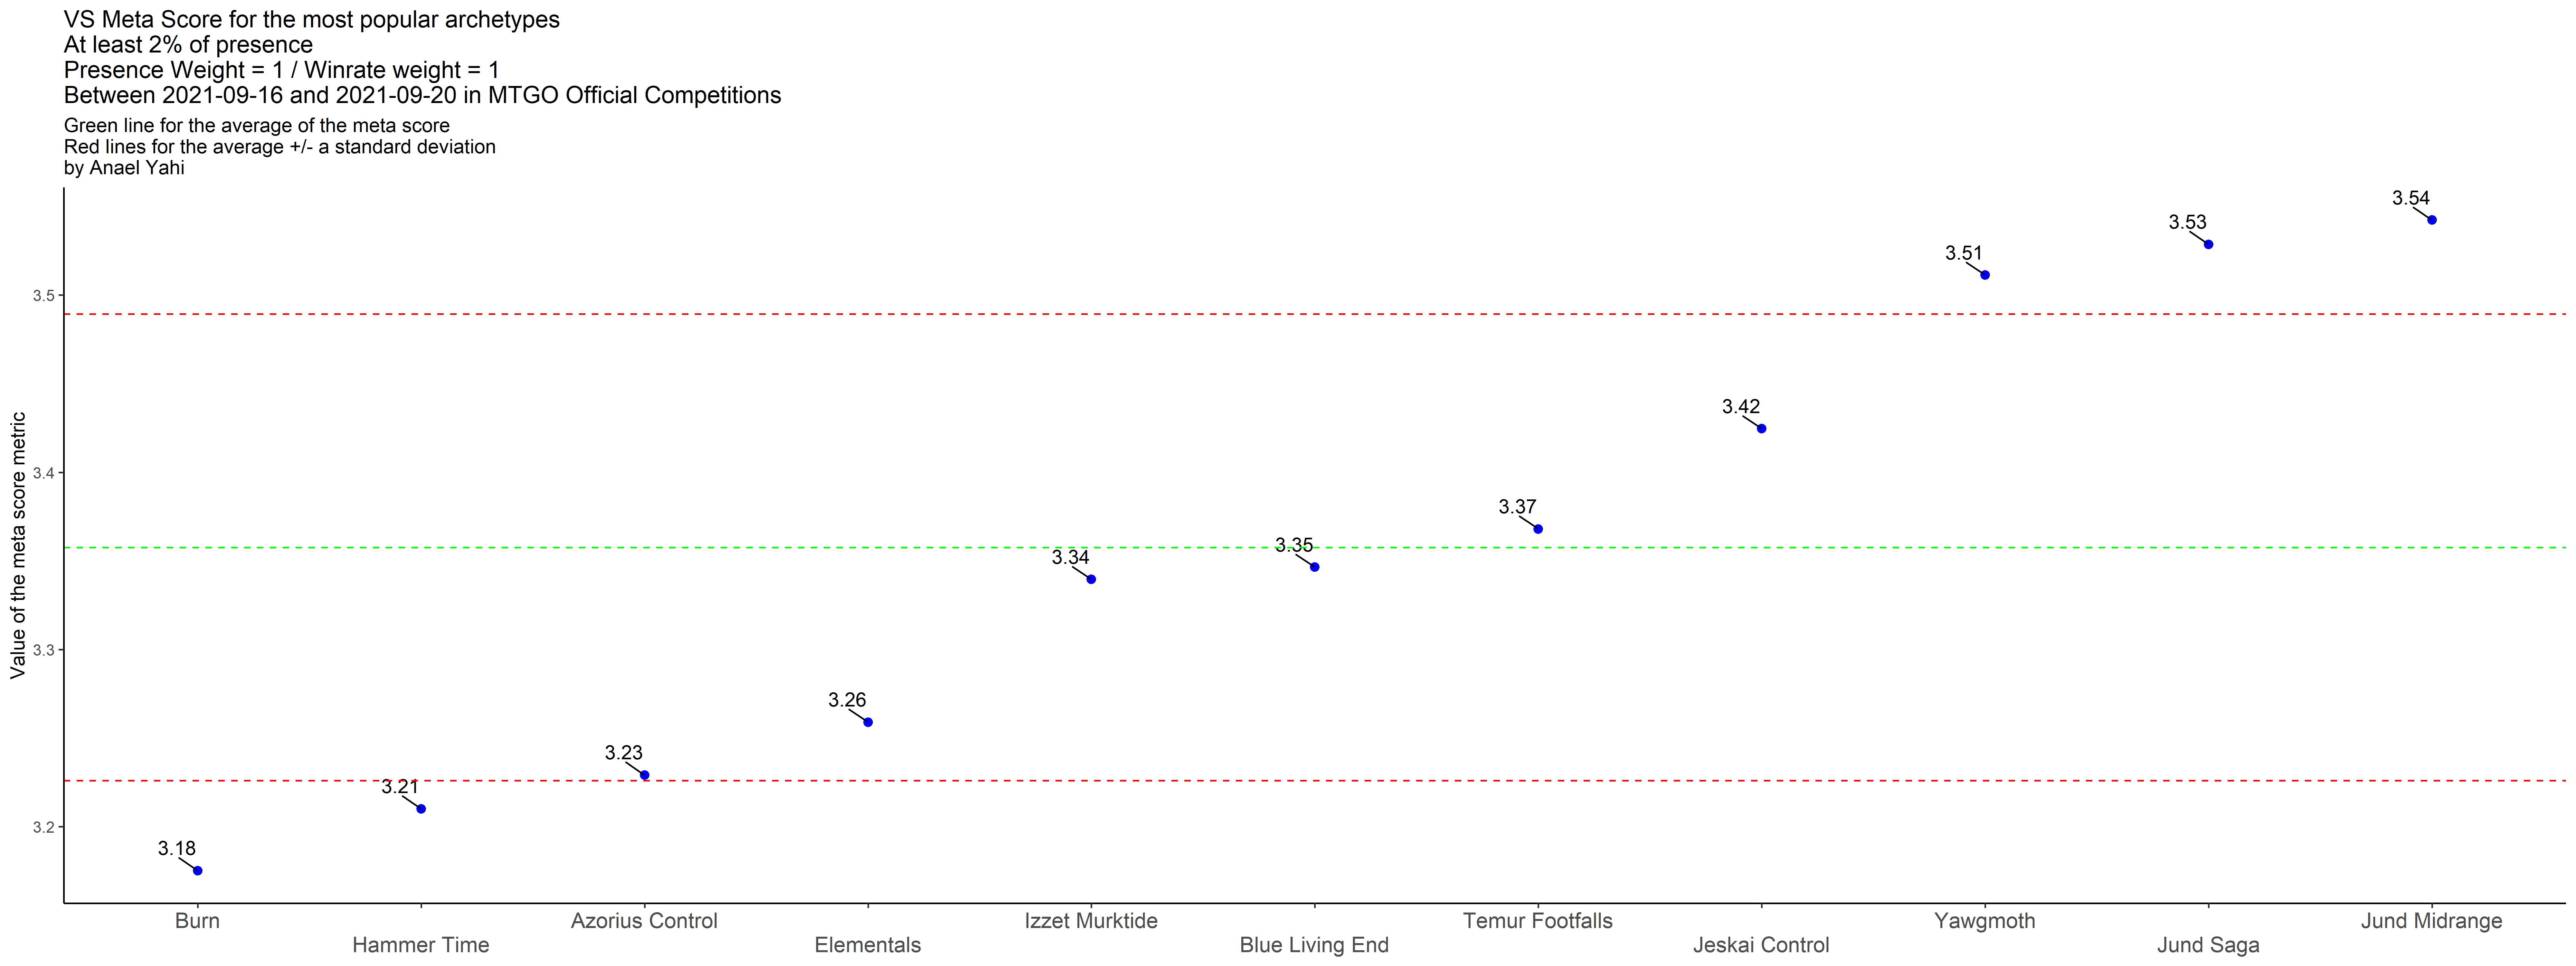 VS Meta Score for the most popular archetypes
At least 2% of presence
Presence Weight = 1 / Winrate weight = 1
Between 2021-09-16 and 2021-09-20 in MTGO Official Competitions
Green line for the average of the meta score
Red lines for the average +/- a standard deviation
by Anael Yahi
Value of the meta score metric
3.5
3.4
3.3
3.2
3.18
3.21
3.23
3.26
3.34
3.35
3.37
3.42
3.51
3.53
3.54
Burn
Hammer Time
Azorius Control
Elementals
Izzet Murktide
Blue Living End
Temur Footfalls
Jeskai Control
Yawgmoth
Jund Saga
Jund Midrange